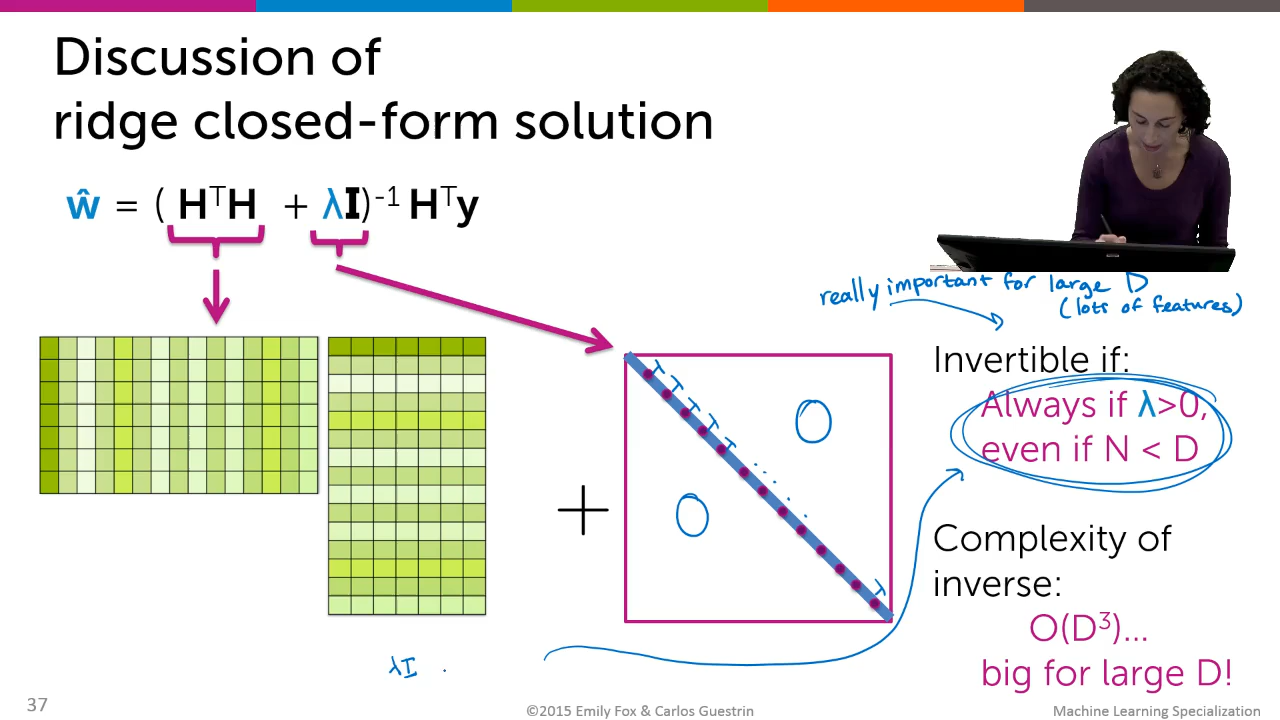 Discussion of
ridge closed-form solution
ŵ = ( HᵀH + λI)⁻¹ Hᵀy
really important for large D
(lots of features)
Invertible if:
Always if λ>0,
even if N < D
+
Complexity of
inverse:
O(D³)...
big for large D!
λI
37
©2015 Emily Fox & Carlos Guestrin
Machine Learning Specialization